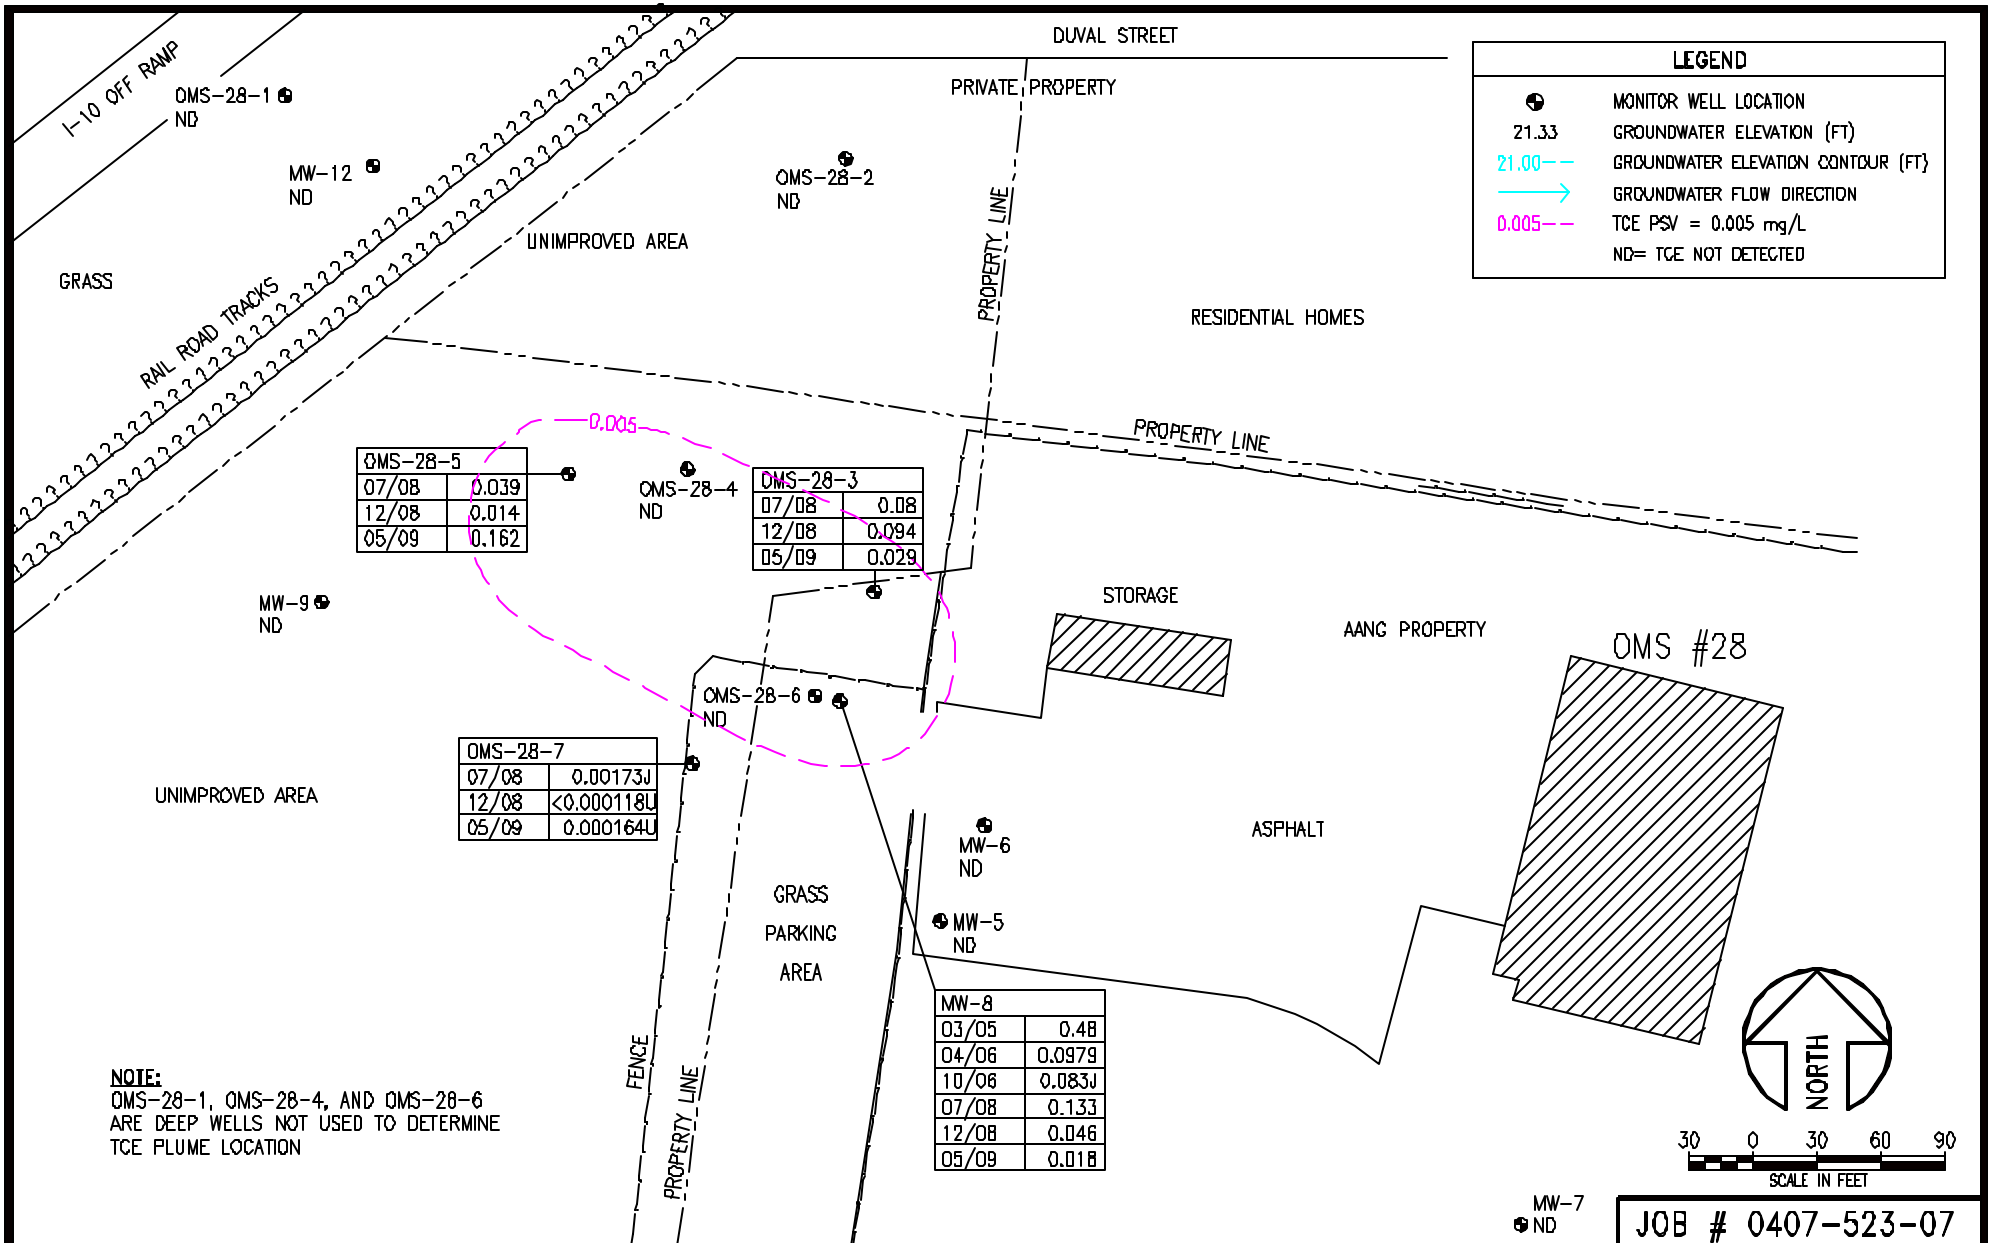 DUVAL STREET
PRIVATE PROPERTY
I-10 OFF RAMP
OMS-28-1
ND
MW-12
ND
OMS-28-2
ND
UNIMPROVED AREA
GRASS
RAIL ROAD TRACKS
PROPERTY LINE
RESIDENTIAL HOMES
LEGEND
MONITOR WELL LOCATION
21.33 GROUNDWATER ELEVATION (FT)
21.00-- GROUNDWATER ELEVATION CONTOUR (FT)
GROUNDWATER FLOW DIRECTION
0.005-- TCE PSV = 0.005 mg/L
ND= TCE NOT DETECTED
0.005
PROPERTY LINE
OMS-28-5
07/08 0.039
12/08 0.014
05/09 0.162
OMS-28-4
ND
OMS-28-3
07/08 0.08
12/08 0.094
05/09 0.029
MW-9
ND
STORAGE
AANG PROPERTY
OMS #28
OMS-28-6
ND
OMS-28-7
07/08 0.00173J
12/08 <0.000118U
05/09 0.000164U
UNIMPROVED AREA
MW-6
ND
ASPHALT
GRASS
PARKING
AREA
MW-5
ND
MW-8
03/05 0.48
04/06 0.0979
10/06 0.083J
07/08 0.133
12/08 0.046
05/09 0.018
FENCE
PROPERTY LINE
NOTE:
OMS-28-1, OMS-28-4, AND OMS-28-6
ARE DEEP WELLS NOT USED TO DETERMINE
TCE PLUME LOCATION
NORTH
30 0 30 60 90
SCALE IN FEET
MW-7
ND
JOB # 0407-523-07